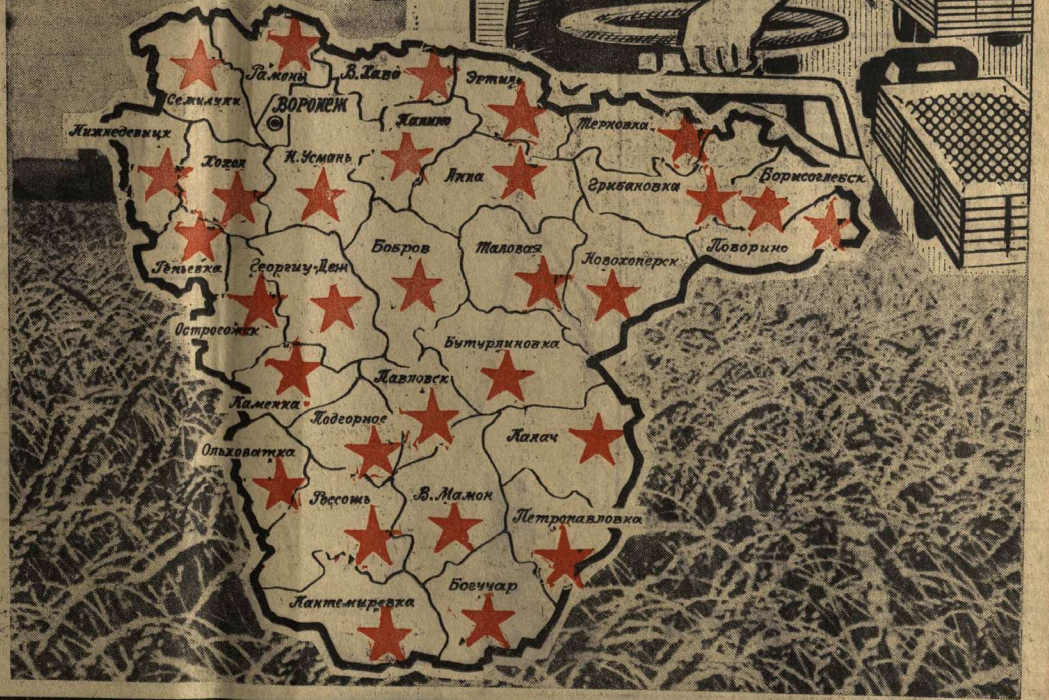 Рамонь
В. Хава
Эртиль
Семилуки
ВОРОНЕЖ
Панино
Терновка
Нижнедевицк
Хохол
Н. Усмань
Анна
Грибановка
Борисоглебск
Бобров
Таловая
Новохоперск
Поворино
Репьевка
Георгиу-Деж
Острогожск
Бутурлиновка
Павловск
Каменка
Подгорное
Калач
Ольховатка
Россошь
В. Мамон
Петропавловка
Богучар
Кантемировка